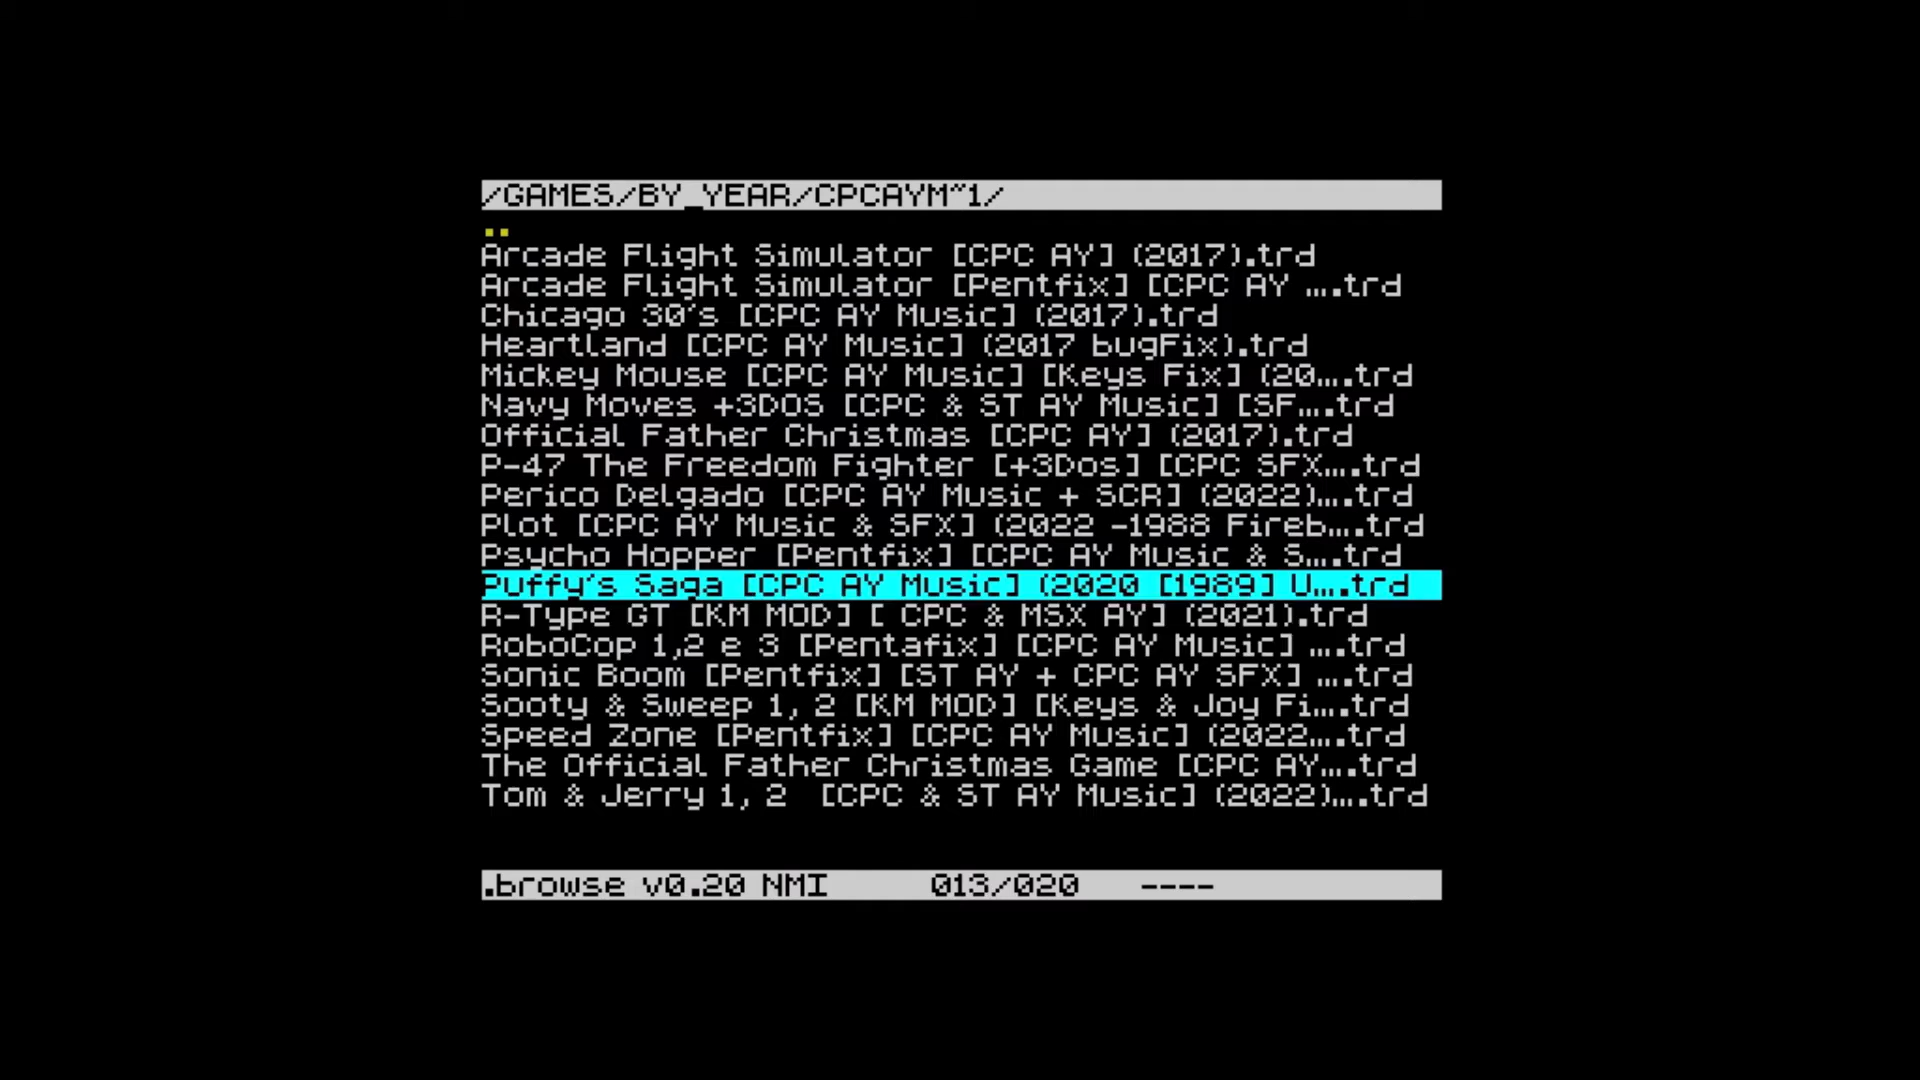 /GAMES/BY_YEAR/CPCAYM~1/
..
Arcade Flight Simulator [CPC AY] (2017).trd
Arcade Flight Simulator [Pentfix] [CPC AY ….trd
Chicago 30's [CPC AY Music] (2017).trd
Heartland [CPC AY Music] (2017 bugFix).trd
Mickey Mouse [CPC AY Music] [Keys Fix] (20….trd
Navy Moves +3DOS [CPC & ST AY Music] [SF….trd
Official Father Christmas [CPC AY] (2017).trd
P-47 The Freedom Fighter [+3Dos] [CPC SFX….trd
Perico Delgado [CPC AY Music + SCR] (2022)….trd
Plot [CPC AY Music & SFX] (2022 -1988 Fireb….trd
Psycho Hopper [Pentfix] [CPC AY Music & S….trd
Puffy's Saga [CPC AY Music] (2020 [1989] U….trd
R-Type GT [KM MOD] [ CPC & MSX AY] (2021).trd
RoboCop 1,2 e 3 [Pentafix] [CPC AY Music] ….trd
Sonic Boom [Pentfix] [ST AY + CPC AY SFX] ….trd
Sooty & Sweep 1, 2 [KM MOD] [Keys & Joy Fi….trd
Speed Zone [Pentfix] [CPC AY Music] (2022….trd
The Official Father Christmas Game [CPC AY….trd
Tom & Jerry 1, 2  [CPC & ST AY Music] (2022)….trd
.browse v0.20 NMI 013/020 ----